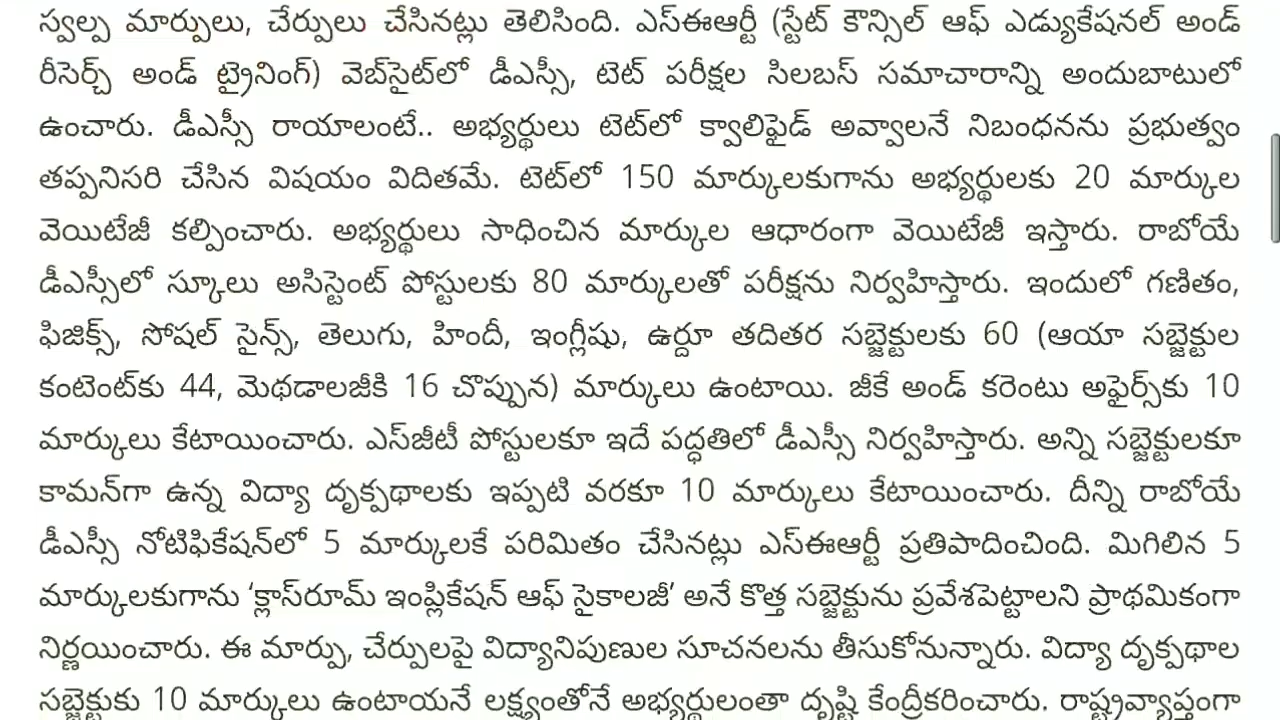 స్వల్ప మార్పులు, చేర్పులు చేసినట్లు తెలిసింది. ఎస్ఈఆర్టీ (స్టేట్ కౌన్సిల్ ఆఫ్ ఎడ్యుకేషనల్ అండ్
రీసెర్చ్ అండ్ ట్రైనింగ్) వెబ్‌సైట్‌లో డీఎస్సీ, టెట్ పరీక్షల సిలబస్ సమాచారాన్ని అందుబాటులో
ఉంచారు. డీఎస్సీ రాయాలంటే.. అభ్యర్థులు టెట్‌లో క్వాలిఫైడ్ అవ్వాలనే నిబంధనను ప్రభుత్వం
తప్పనిసరి చేసిన విషయం విదితమే. టెట్‌లో 150 మార్కులకుగాను అభ్యర్థులకు 20 మార్కుల
వెయిటేజీ కల్పించారు. అభ్యర్థులు సాధించిన మార్కుల ఆధారంగా వెయిటేజీ ఇస్తారు. రాబోయే
డీఎస్సీలో స్కూలు అసిస్టెంట్ పోస్టులకు 80 మార్కులతో పరీక్షను నిర్వహిస్తారు. ఇందులో గణితం,
ఫిజిక్స్, సోషల్ సైన్స్, తెలుగు, హిందీ, ఇంగ్లీషు, ఉర్దూ తదితర సబ్జెక్టులకు 60 (ఆయా సబ్జెక్టుల
కంటెంట్‌కు 44, మెథడాలజీకి 16 చొప్పున) మార్కులు ఉంటాయి. జీకే అండ్ కరెంటు అఫైర్స్‌కు 10
మార్కులు కేటాయించారు. ఎస్‌జీటీ పోస్టులకూ ఇదే పద్ధతిలో డీఎస్సీ నిర్వహిస్తారు. అన్ని సబ్జెక్టులకూ
కామన్‌గా ఉన్న విద్యా దృక్పథాలకు ఇప్పటి వరకూ 10 మార్కులు కేటాయించారు. దీన్ని రాబోయే
డీఎస్సీ నోటిఫికేషన్‌లో 5 మార్కులకే పరిమితం చేసినట్లు ఎస్ఈఆర్టీ ప్రతిపాదించింది. మిగిలిన 5
మార్కులకుగాను ‘క్లాస్‌రూమ్ ఇంప్లికేషన్ ఆఫ్ సైకాలజీ’ అనే కొత్త సబ్జెక్టును ప్రవేశపెట్టాలని ప్రాథమికంగా
నిర్ణయించారు. ఈ మార్పు, చేర్పులపై విద్యానిపుణుల సూచనలను తీసుకోనున్నారు. విద్యా దృక్పథాల
సబ్జెక్టుకు 10 మార్కులు ఉంటాయనే లక్ష్యంతోనే అభ్యర్థులంతా దృష్టి కేంద్రీకరించారు. రాష్ట్రవ్యాప్తంగా